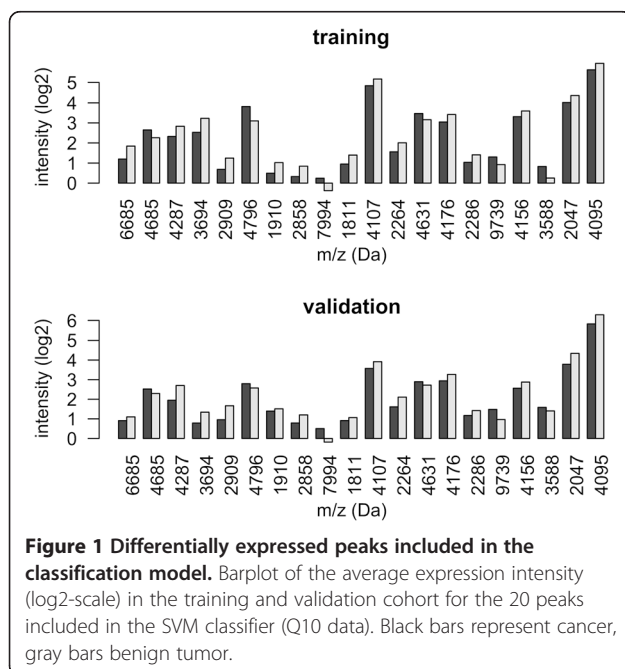 training
intensity (log2)
5
4
3
2
1
0
6685 4685 4287 3694 2909 4796 1910 2858 7994 1811 4107 2264 4631 4176 2286 9739 4156 3588 2047 4095
m/z (Da)
validation
intensity (log2)
6
5
4
3
2
1
0
6685 4685 4287 3694 2909 4796 1910 2858 7994 1811 4107 2264 4631 4176 2286 9739 4156 3588 2047 4095
m/z (Da)
Figure 1 Differentially expressed peaks included in the
classification model. Barplot of the average expression intensity
(log2-scale) in the training and validation cohort for the 20 peaks
included in the SVM classifier (Q10 data). Black bars represent cancer,
gray bars benign tumor.